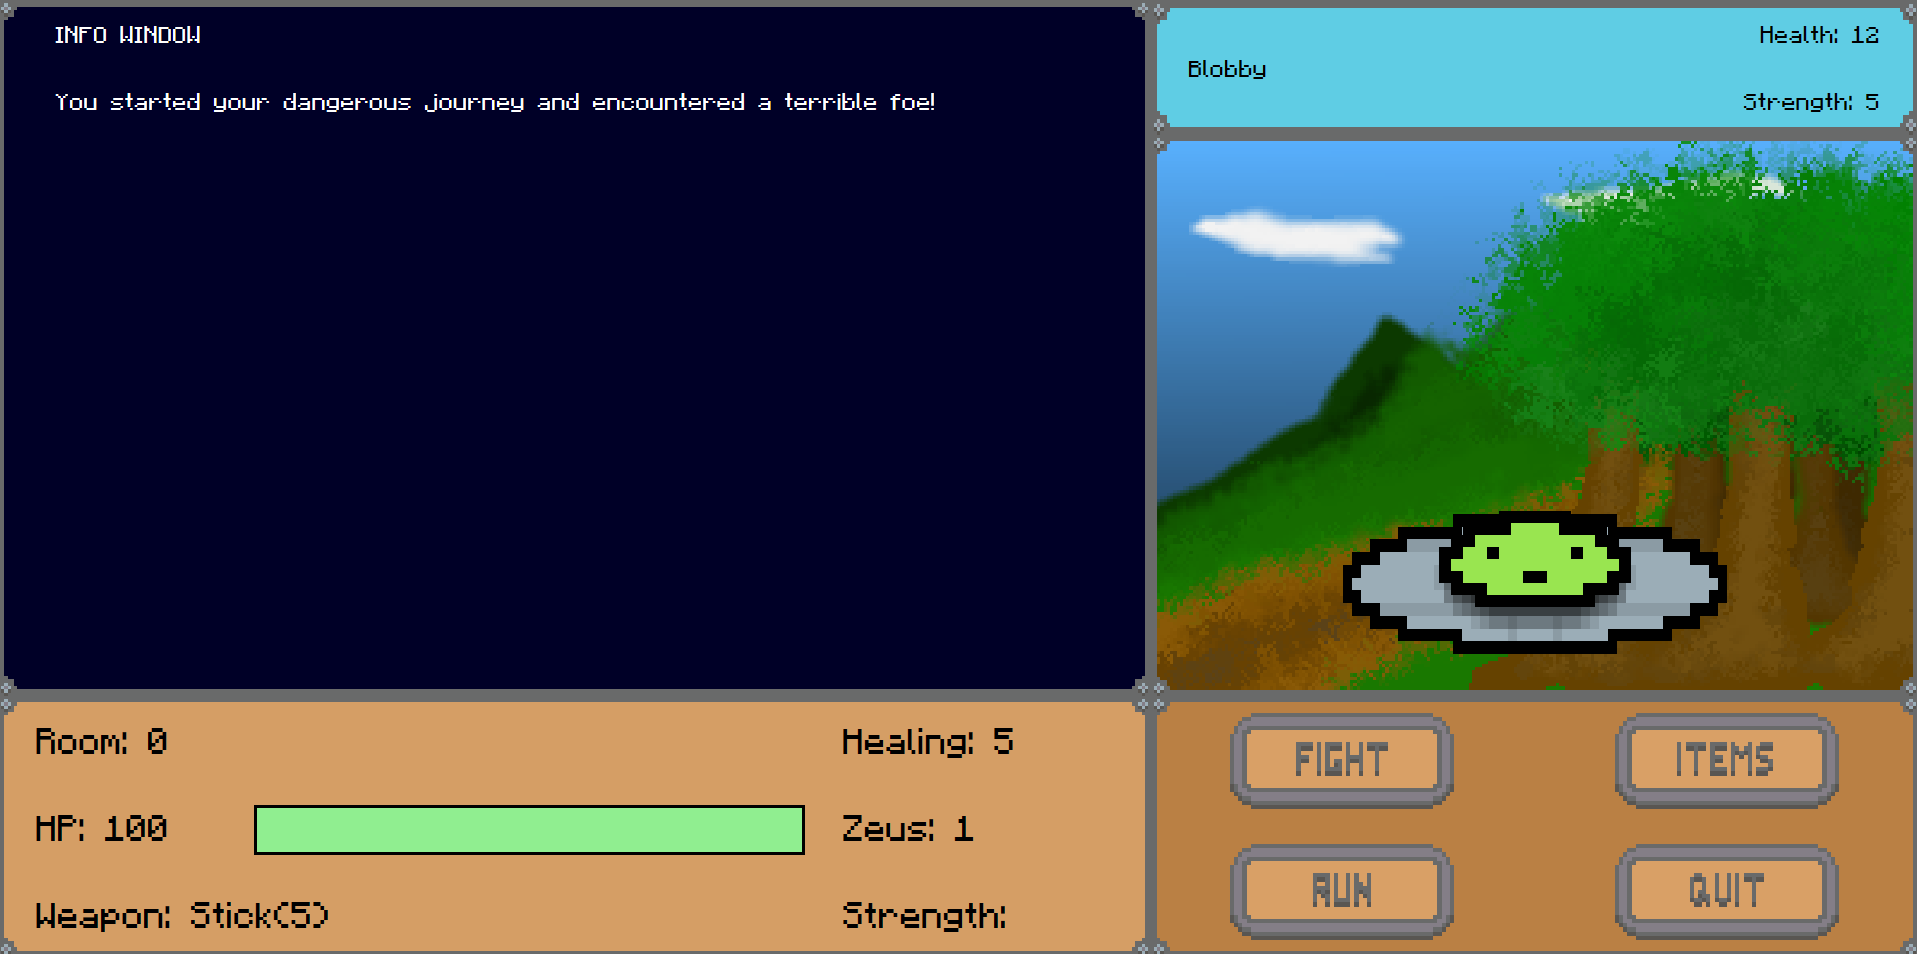 INFO WINDOW
You started your dangerous journey and encountered a terrible foe!
Health: 12
Blobby
Strength: 5
Room: 0
Healing: 5
HP: 100
Zeus: 1
Weapon: Stick(5)
Strength:
FIGHT
ITEMS
RUN
QUIT